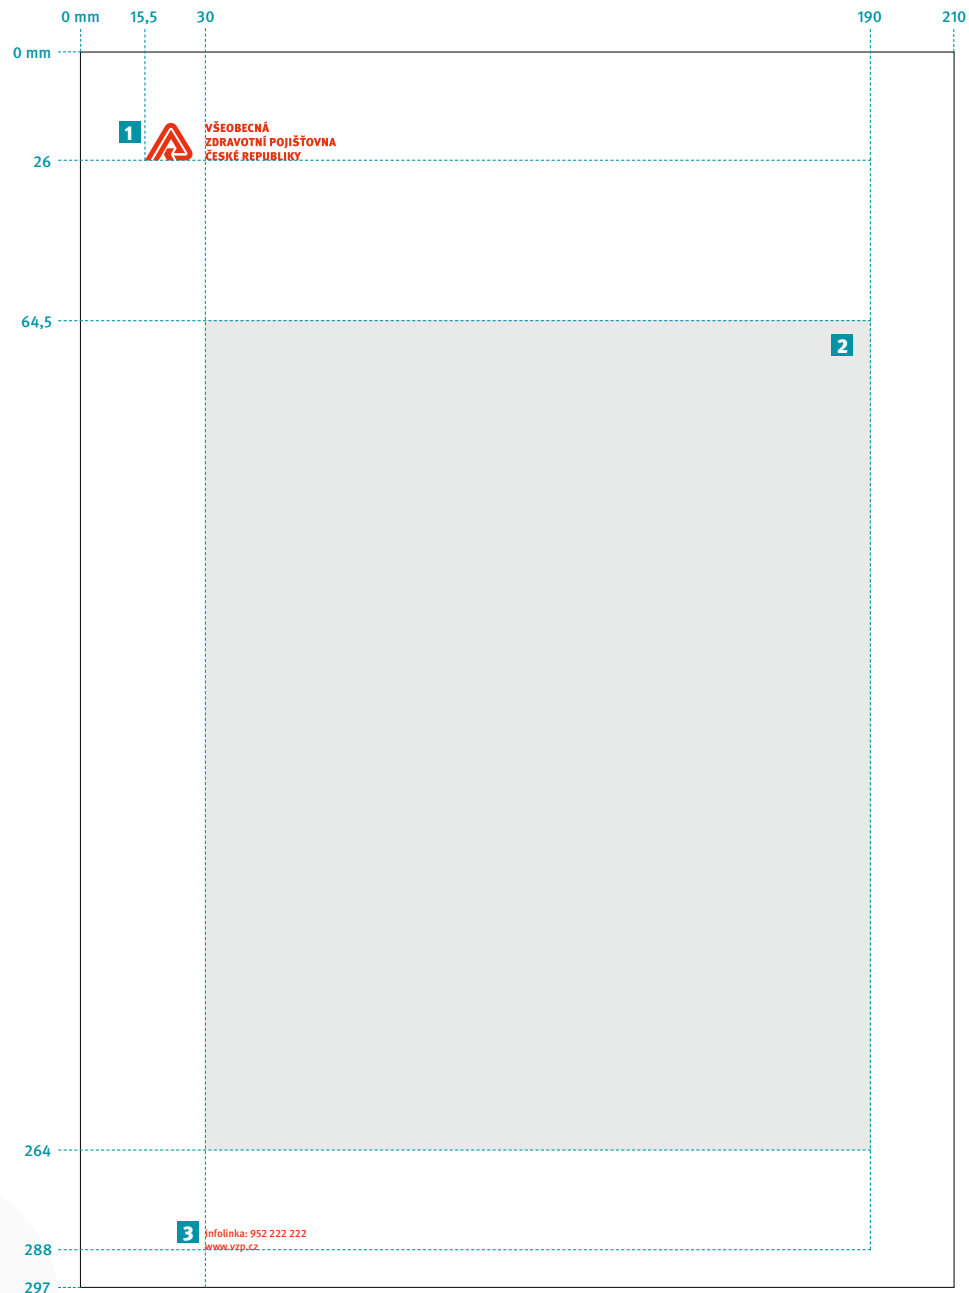 0 mm 15,5 30 190 210
0 mm
1
VŠEOBECNÁ
ZDRAVOTNÍ POJIŠŤOVNA
ČESKÉ REPUBLIKY
26
64,5
2
264
3
infolinka: 952 222 222
www.vzp.cz
288
297